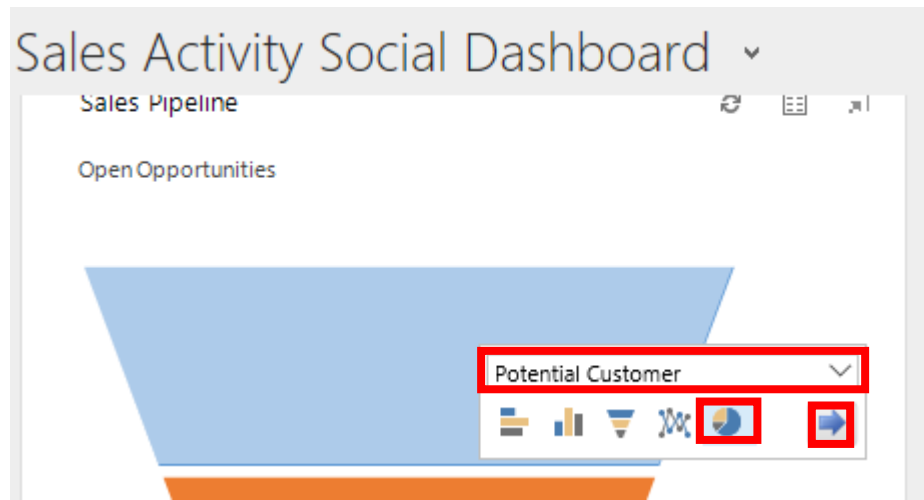 Sales Activity Social Dashboard
Sales Pipeline
Open Opportunities
Potential Customer